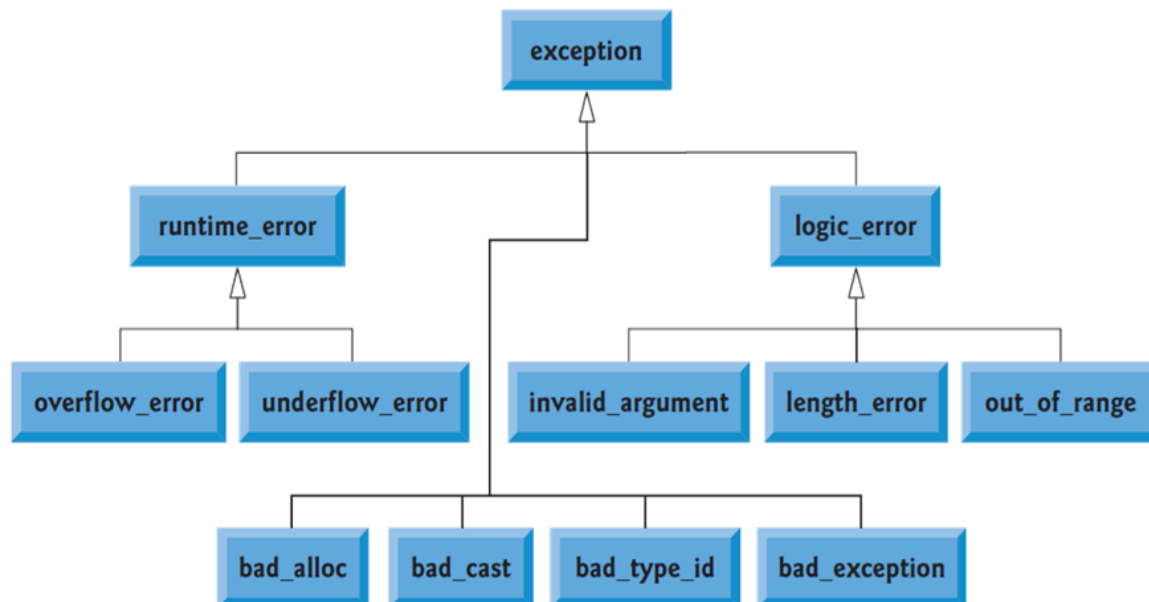 exception
runtime_error
logic_error
overflow_error
underflow_error
invalid_argument
length_error
out_of_range
bad_alloc
bad_cast
bad_type_id
bad_exception